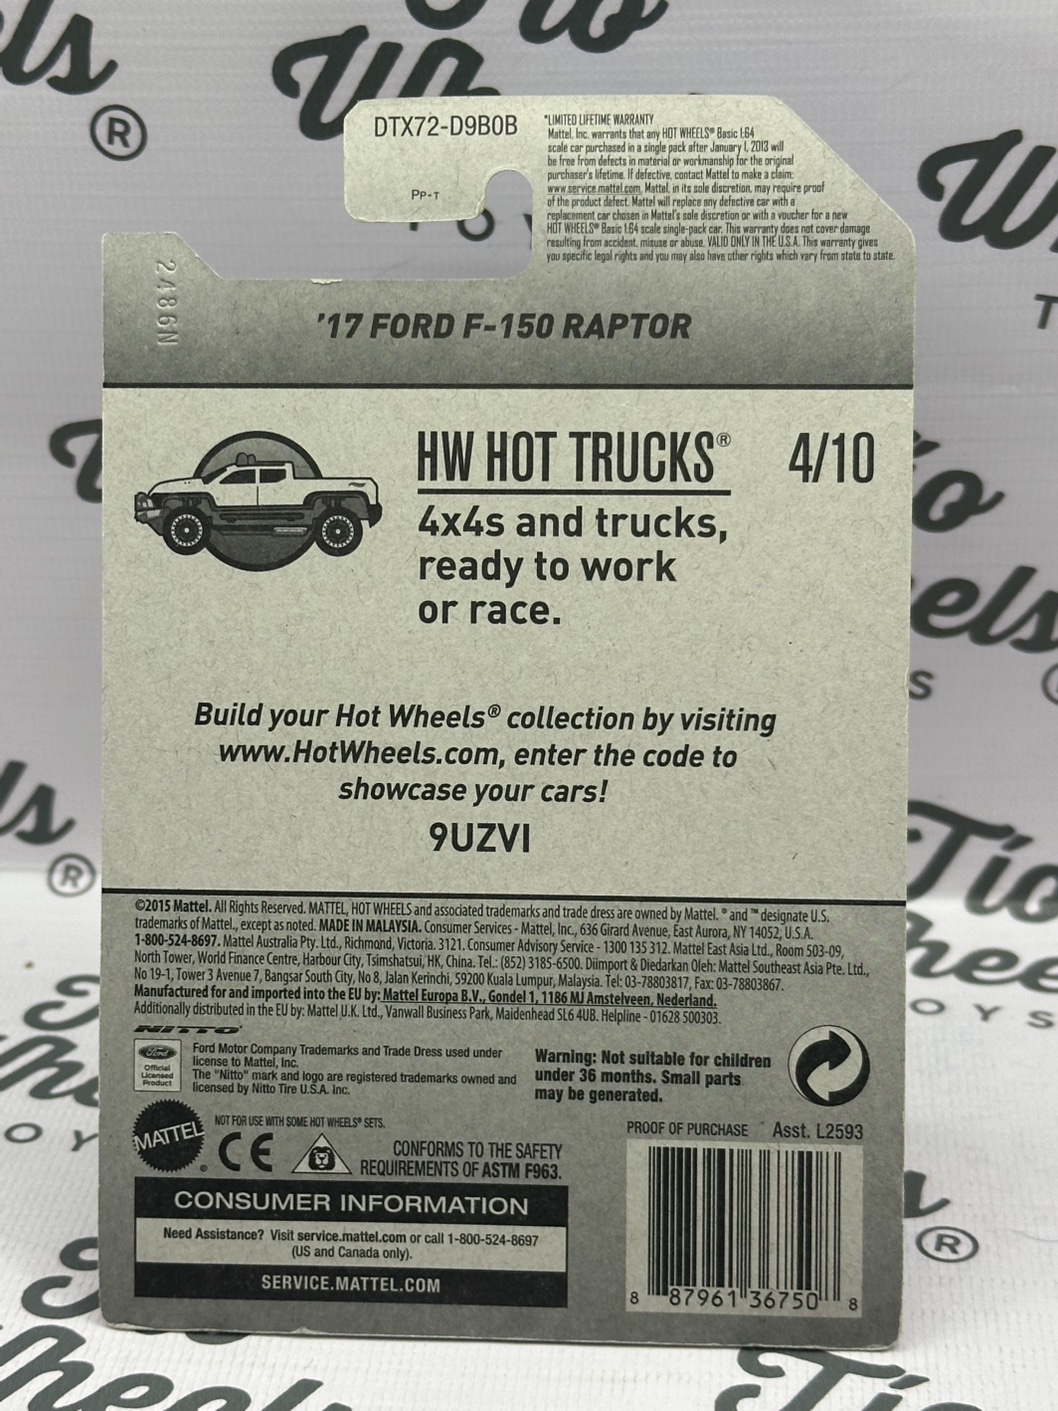 DTX72-D9B0B
PP-T
*LIMITED LIFETIME WARRANTY
Mattel, Inc. warrants that any HOT WHEELS® Basic 1:64
scale car purchased in a single pack after January 1, 2013 will
be free from defects in material or workmanship for the original
purchaser's lifetime. If defective, contact Mattel to make a claim:
www.service.mattel.com. Mattel, in its sole discretion, may require proof
of the product defect. Mattel will replace any defective car with a
replacement car chosen in Mattel's sole discretion or with a voucher for a new
HOT WHEELS® Basic 1:64 scale single-pack car. This warranty does not cover damage
resulting from accident, misuse or abuse. VALID ONLY IN THE U.S.A. This warranty gives
you specific legal rights and you may also have other rights which vary from state to state.
2486N
'17 FORD F-150 RAPTOR
HW HOT TRUCKS® 4/10
4x4s and trucks,
ready to work
or race.
Build your Hot Wheels® collection by visiting
www.HotWheels.com, enter the code to
showcase your cars!
9UZVI
©2015 Mattel. All Rights Reserved. MATTEL, HOT WHEELS and associated trademarks and trade dress are owned by Mattel. ® and ™ designate U.S.
trademarks of Mattel., except as noted. MADE IN MALAYSIA. Consumer Services - Mattel, Inc., 636 Girard Avenue, East Aurora, NY 14052, U.S.A.
1-800-524-8697. Mattel Australia Pty. Ltd., Richmond, Victoria. 3121. Consumer Advisory Service - 1300 135 312. Mattel East Asia Ltd., Room 503-09,
North Tower, World Finance Centre, Harbour City, Tsimshatsui, HK, China. Tel.: (852) 3185-6500. Diimport & Diedarkan Oleh: Mattel Southeast Asia Pte. Ltd.,
No 19-1, Tower 3 Avenue 7, Bangsar South City, No 8, Jalan Kerinchi, 59200 Kuala Lumpur, Malaysia. Tel: 03-78803817, Fax: 03-78803867.
Manufactured for and imported into the EU by: Mattel Europa B.V., Gondel 1, 1186 MJ Amstelveen, Nederland.
Additionally distributed in the EU by: Mattel U.K. Ltd., Vanwall Business Park, Maidenhead SL6 4UB. Helpline - 01628 500303.
NITTO
Ford
Official
Licensed
Product
Ford Motor Company Trademarks and Trade Dress used under
license to Mattel, Inc.
The "Nitto" mark and logo are registered trademarks owned and
licensed by Nitto Tire U.S.A. Inc.
Warning: Not suitable for children
under 36 months. Small parts
may be generated.
MATTEL®
NOT FOR USE WITH SOME HOT WHEELS® SETS.
CE
CONFORMS TO THE SAFETY
REQUIREMENTS OF ASTM F963.
PROOF OF PURCHASE Asst. L2593
CONSUMER INFORMATION
Need Assistance? Visit service.mattel.com or call 1-800-524-8697
(US and Canada only).
SERVICE.MATTEL.COM
8 87961 36750 8